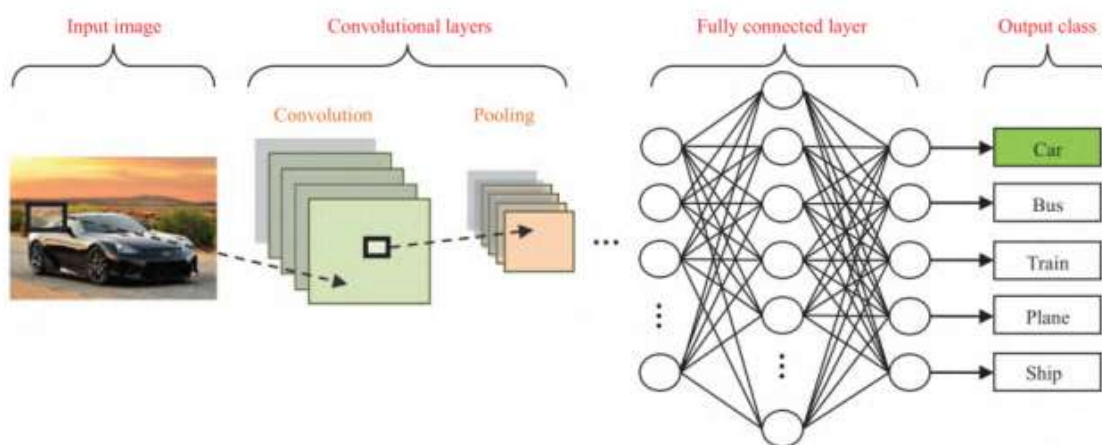 Input image
Convolutional layers
Fully connected layer
Output class
Convolution
Pooling
Car
Bus
Train
Plane
Ship